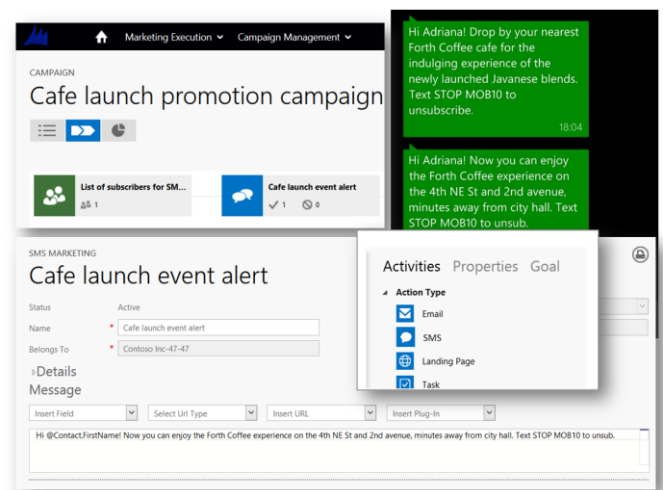 Marketing Execution
Campaign Management
CAMPAIGN
Cafe launch promotion campaign
List of subscribers for SM...
1
Cafe launch event alert
1
0
Hi Adriana! Drop by your nearest
Forth Coffee cafe for the
indulging experience of the
newly launched Javanese blends.
Text STOP MOB10 to
unsubscribe.
18:04
Hi Adriana! Now you can enjoy
the Forth Coffee experience on
the 4th NE St and 2nd avenue,
minutes away from city hall. Text
STOP MOB10 to unsub.
SMS MARKETING
Cafe launch event alert
Status
Active
Name
*
Cafe launch event alert
Belongs To
*
Contoso Inc-47-47
Details
Message
Insert Field
Select Url Type
Insert URL
Insert Plug-In
Hi @Contact.FirstName! Now you can enjoy the Forth Coffee experience on the 4th NE St and 2nd avenue, minutes away from city hall. Text STOP MOB10 to unsub.
Activities Properties Goal
Action Type
Email
SMS
Landing Page
Task